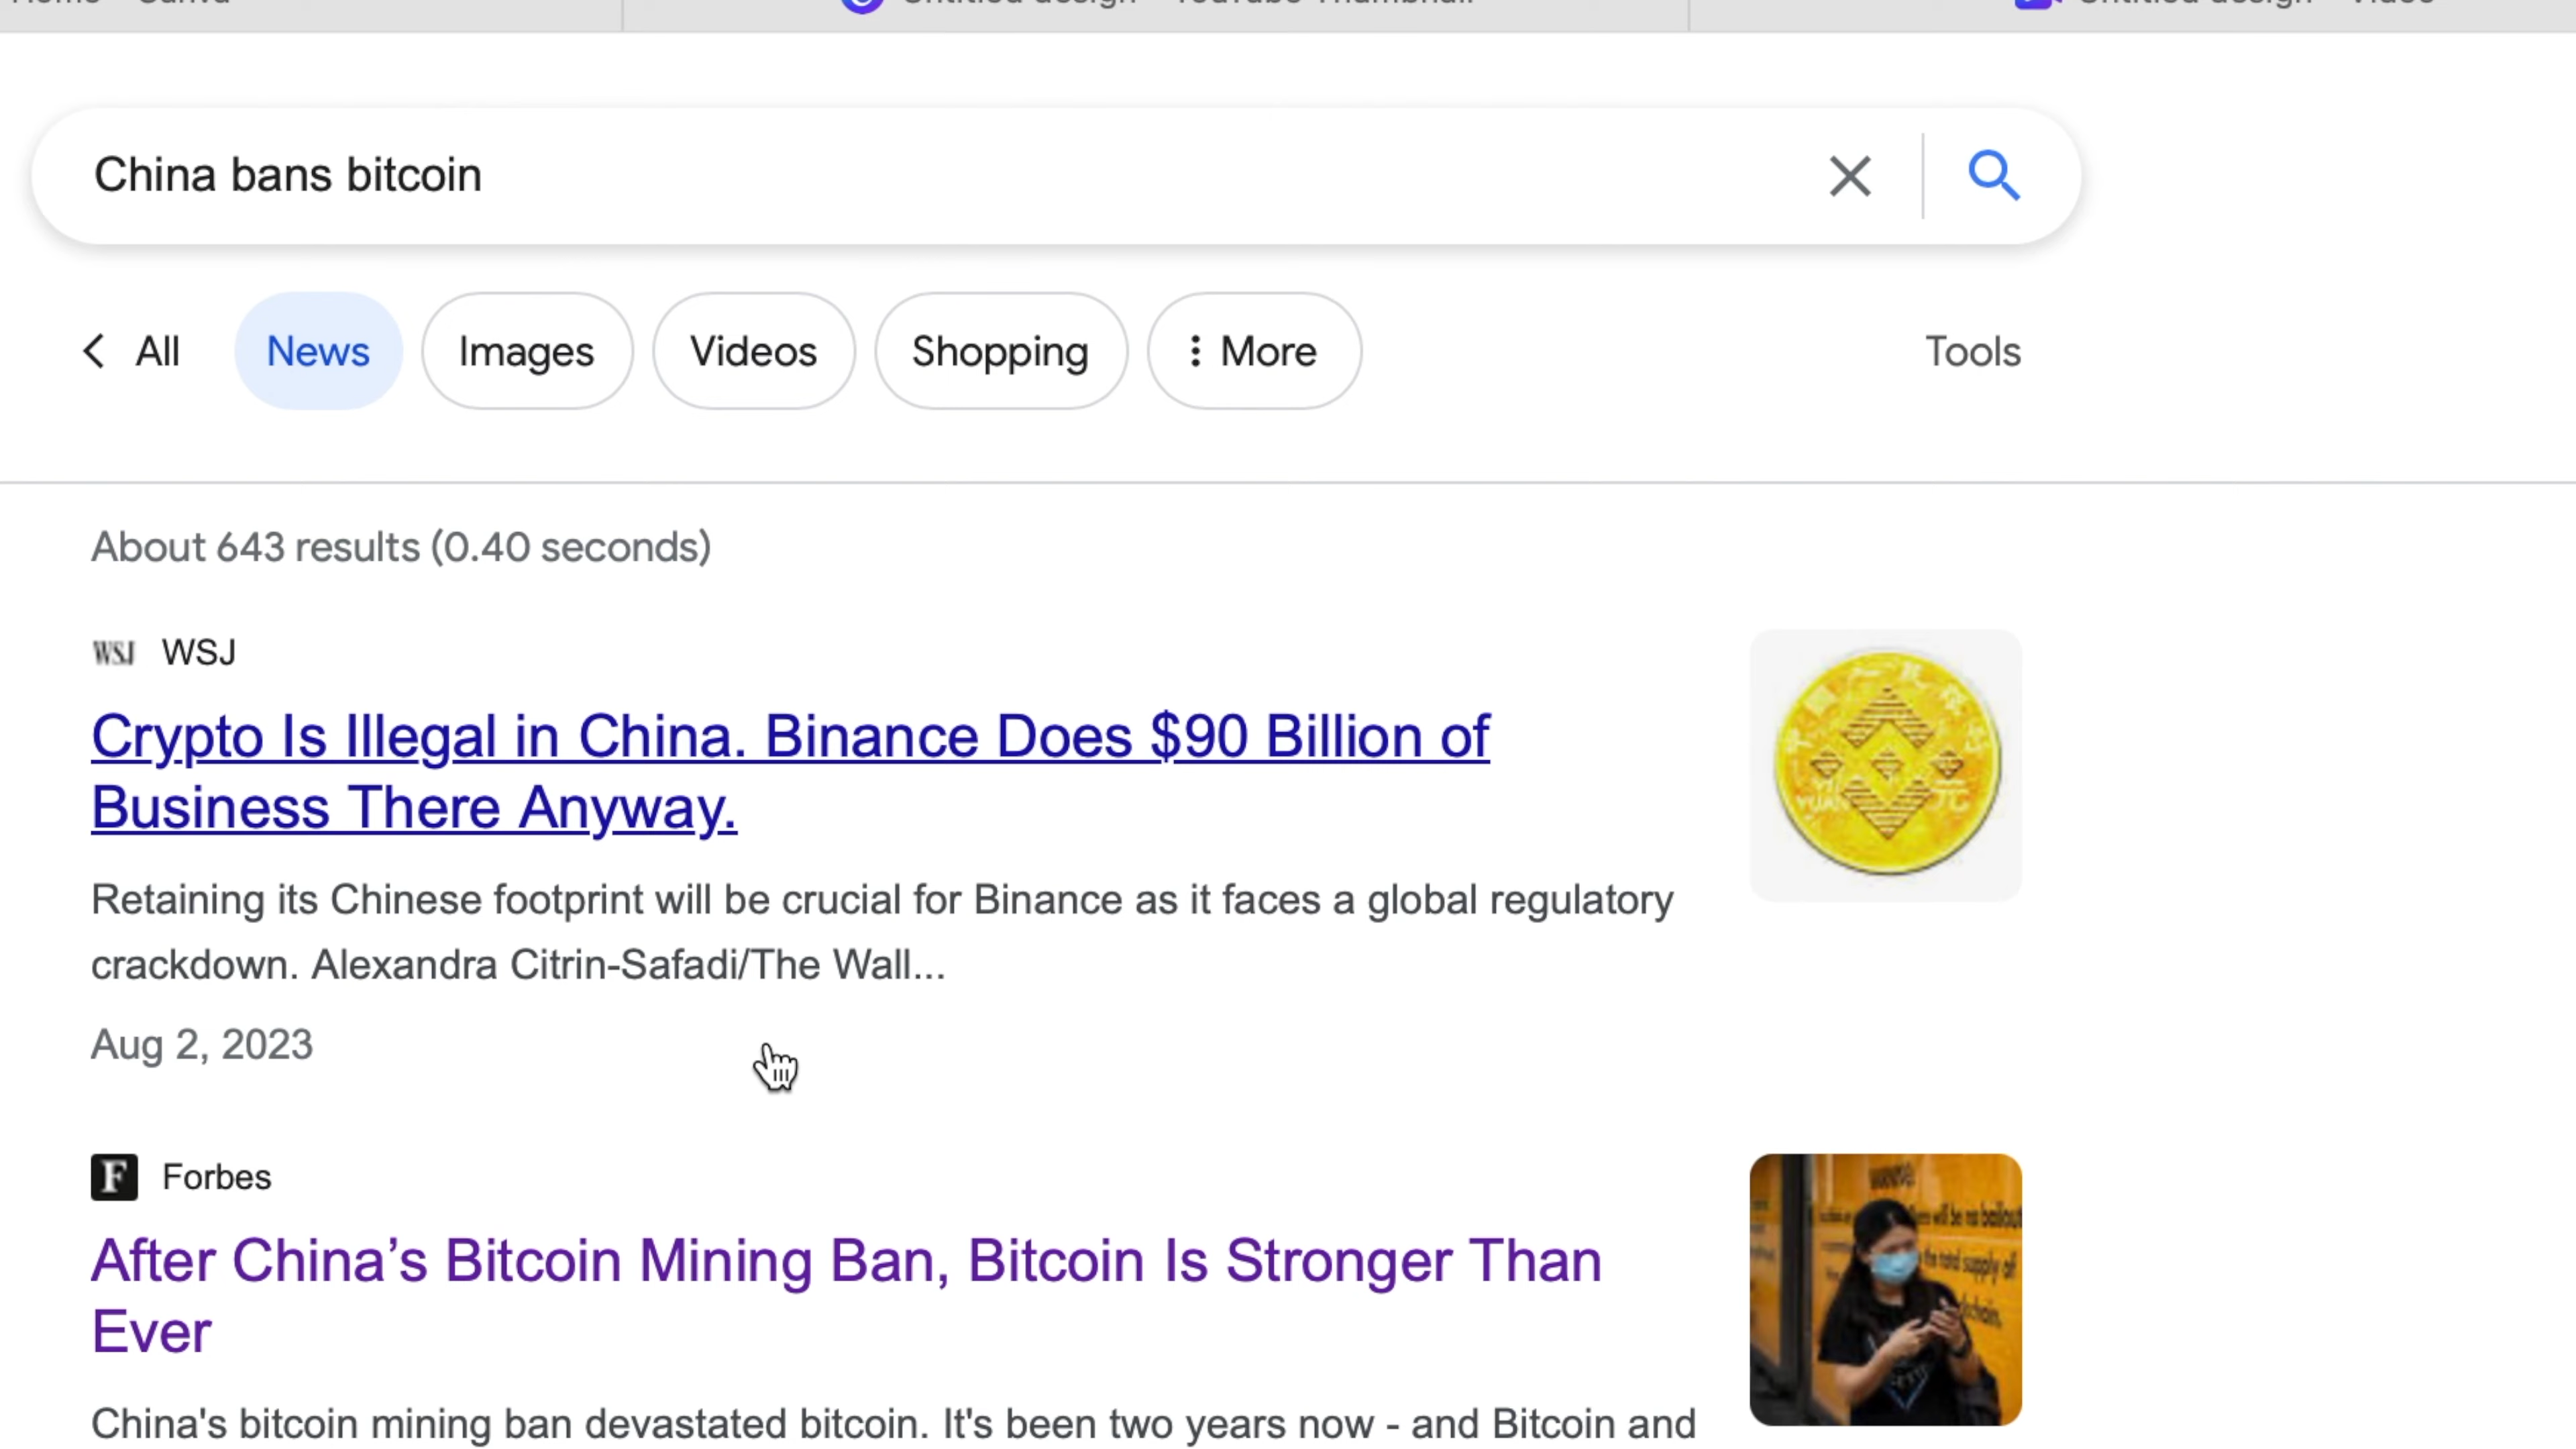 China bans bitcoin
All News Images Videos Shopping More Tools
About 643 results (0.40 seconds)
WSJ WSJ
Crypto Is Illegal in China. Binance Does $90 Billion of
Business There Anyway.
Retaining its Chinese footprint will be crucial for Binance as it faces a global regulatory
crackdown. Alexandra Citrin-Safadi/The Wall...
Aug 2, 2023
F Forbes
After China’s Bitcoin Mining Ban, Bitcoin Is Stronger Than
Ever
China's bitcoin mining ban devastated bitcoin. It's been two years now - and Bitcoin and